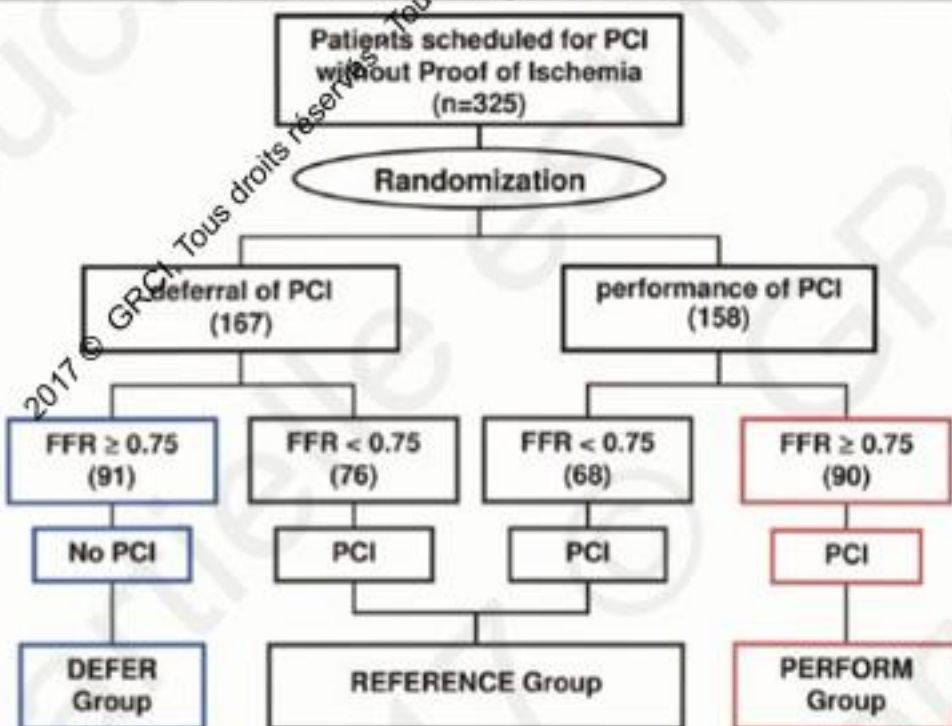 Patients scheduled for PCI
without Proof of Ischemia
(n=325)
Randomization
deferral of PCI
(167)
performance of PCI
(158)
FFR ≥ 0.75
(91)
FFR < 0.75
(76)
FFR < 0.75
(68)
FFR ≥ 0.75
(90)
No PCI
PCI
PCI
PCI
DEFER
Group
REFERENCE Group
PERFORM
Group
2017 © GRCI, Tous droits réservés. Tou